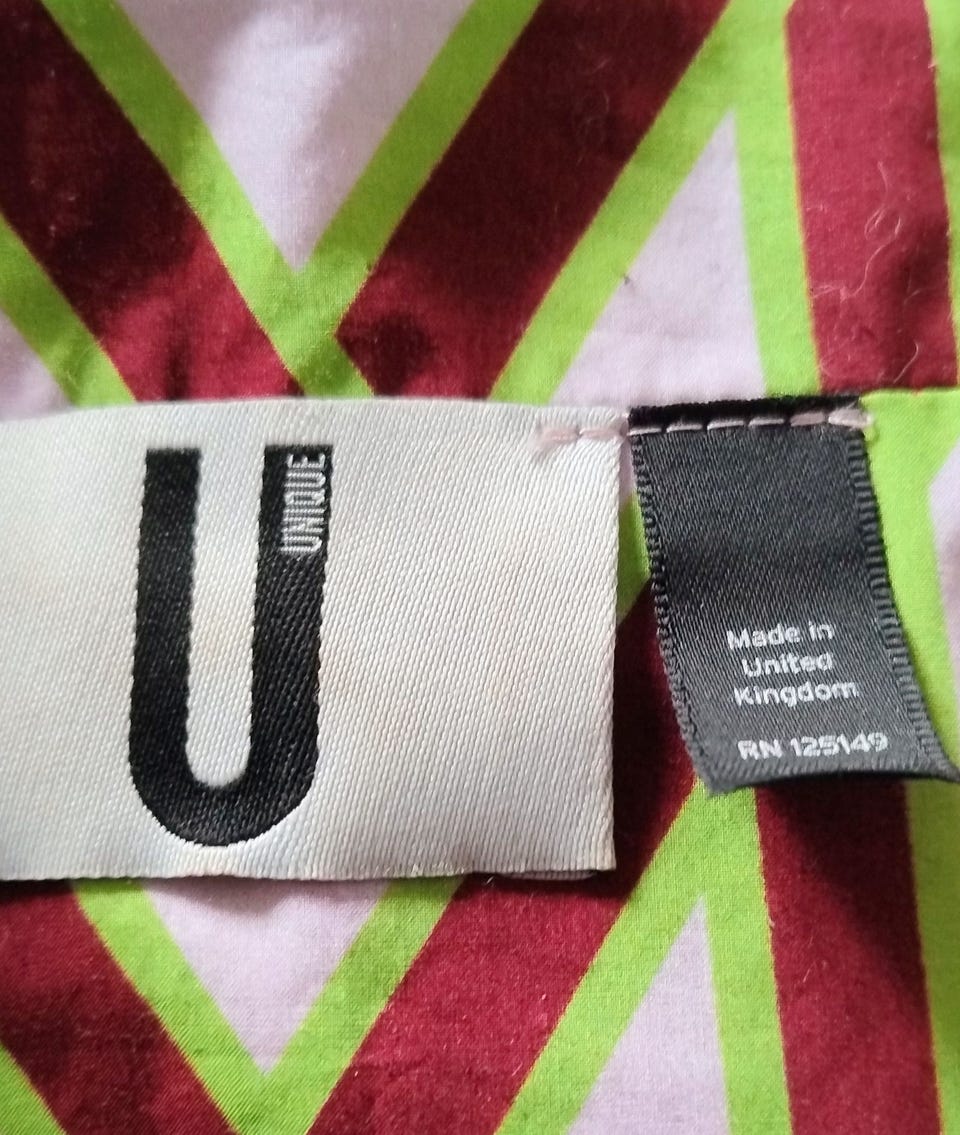 U
UNIQUE
Made in
United
Kingdom
RN 125149